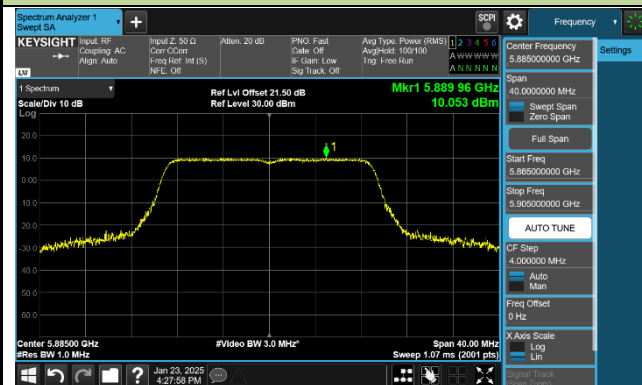 Spectrum Analyzer 1
Swept SA
SCPI
Frequency
KEYSIGHT
Input: RF
Coupling: AC
Align: Auto
Input Z: 50 Ω
Corr CCorr
Freq Ref: Int (S)
NFE: Off
Atten: 20 dB
PNO: Fast
Gate: Off
IF Gain: Low
Sig Track: Off
Avg Type: Power (RMS)
Avg|Hold: 100/100
Trig: Free Run
1 2 3 4 5 6
A W W W W W
A N N N N N
LXI
1 Spectrum
Scale/Div 10 dB
Log
Ref Lvl Offset 21.50 dB
Ref Level 30.00 dBm
Mkr1 5.889 96 GHz
10.053 dBm
1
20.0
10.0
0.00
-10.0
-20.0
-30.0
-40.0
-50.0
-60.0
Center 5.88500 GHz
#Res BW 1.0 MHz
#Video BW 3.0 MHz*
Span 40.00 MHz
Sweep 1.07 ms (2001 pts)
Jan 23, 2025
4:27:58 PM
Center Frequency
5.885000000 GHz
Span
40.0000000 MHz
Swept Span
Zero Span
Full Span
Start Freq
5.865000000 GHz
Stop Freq
5.905000000 GHz
AUTO TUNE
CF Step
4.000000 MHz
Auto
Man
Freq Offset
0 Hz
X Axis Scale
Log
Lin
Signal Track
(Span Zoom)
Settings